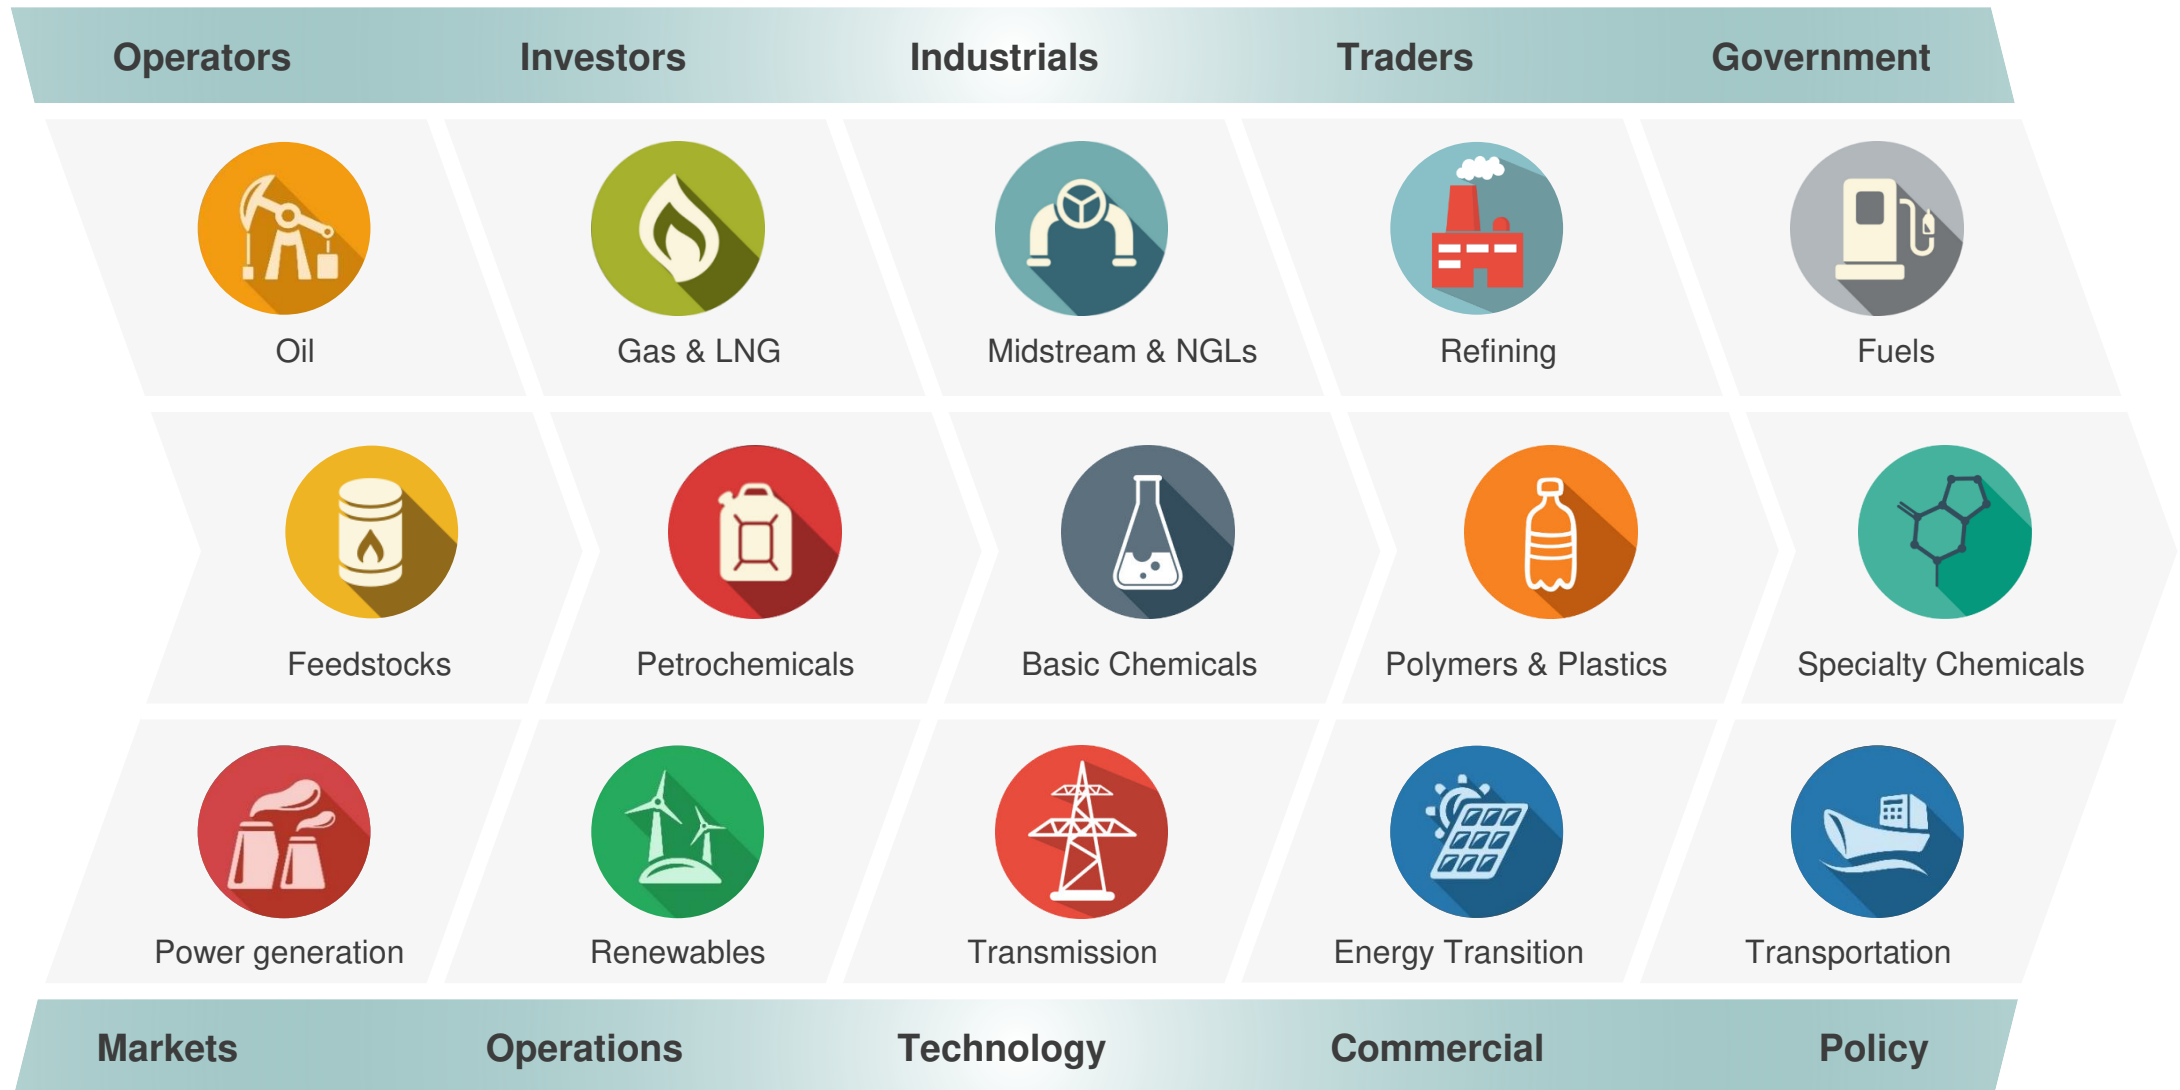 Operators
Investors
Industrials
Traders
Government
Oil
Gas & LNG
Midstream & NGLs
Refining
Fuels
Feedstocks
Petrochemicals
Basic Chemicals
Polymers & Plastics
Specialty Chemicals
Power generation
Renewables
Transmission
Energy Transition
Transportation
Markets
Operations
Technology
Commercial
Policy